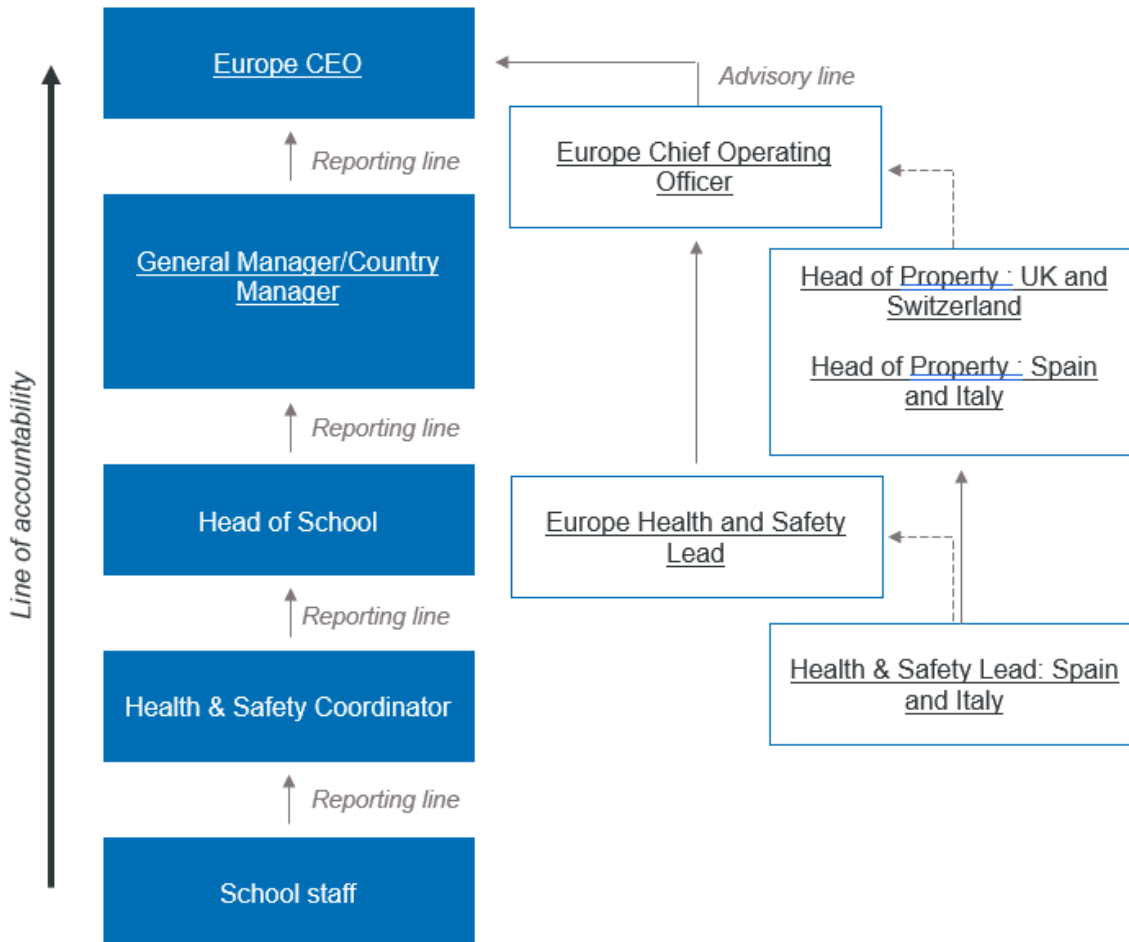 Europe CEO
Advisory line
Reporting line
Europe Chief Operating
Officer
General Manager/Country
Manager
Head of Property : UK and
Switzerland
Head of Property : Spain
and Italy
Line of accountability
Reporting line
Head of School
Europe Health and Safety
Lead
Reporting line
Health & Safety Coordinator
Health & Safety Lead: Spain
and Italy
Reporting line
School staff